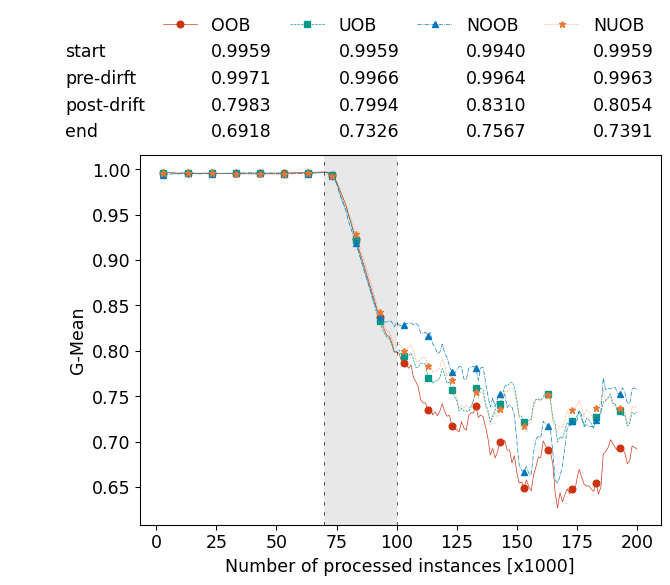 OOB UOB NOOB NUOB
start 0.9959 0.9959 0.9940 0.9959
pre-dirft 0.9971 0.9966 0.9964 0.9963
post-drift 0.7983 0.7994 0.8310 0.8054
end 0.6918 0.7326 0.7567 0.7391
1.00
0.95
0.90
0.85
0.80
0.75
0.70
0.65
G-Mean
0 25 50 75 100 125 150 175 200
Number of processed instances [x1000]